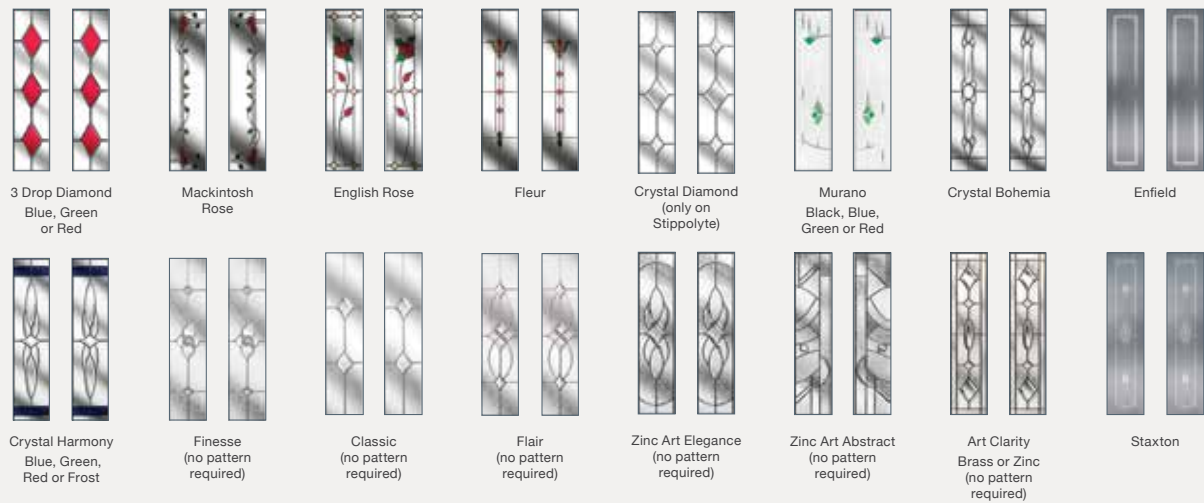 3 Drop Diamond
Blue, Green
or Red
Mackintosh
Rose
English Rose
Fleur
Crystal Diamond
(only on
Stippolyte)
Murano
Black, Blue,
Green or Red
Crystal Bohemia
Enfield
Crystal Harmony
Blue, Green,
Red or Frost
Finesse
(no pattern
required)
Classic
(no pattern
required)
Flair
(no pattern
required)
Zinc Art Elegance
(no pattern
required)
Zinc Art Abstract
(no pattern
required)
Art Clarity
Brass or Zinc
(no pattern
required)
Staxton